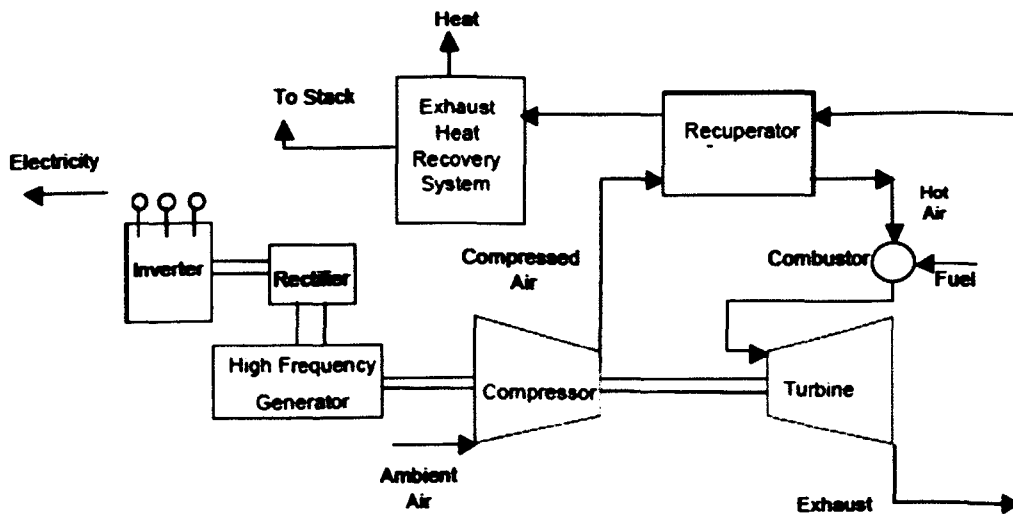 Heat
To Stack
Exhaust
Heat
Recovery
System
Recuperator
Electricity
Hot
Air
Inverter
Rectifier
Compressed
Air
Combustor
Fuel
High Frequency
Generator
Compressor
Turbine
Ambient
Air
Exhaust